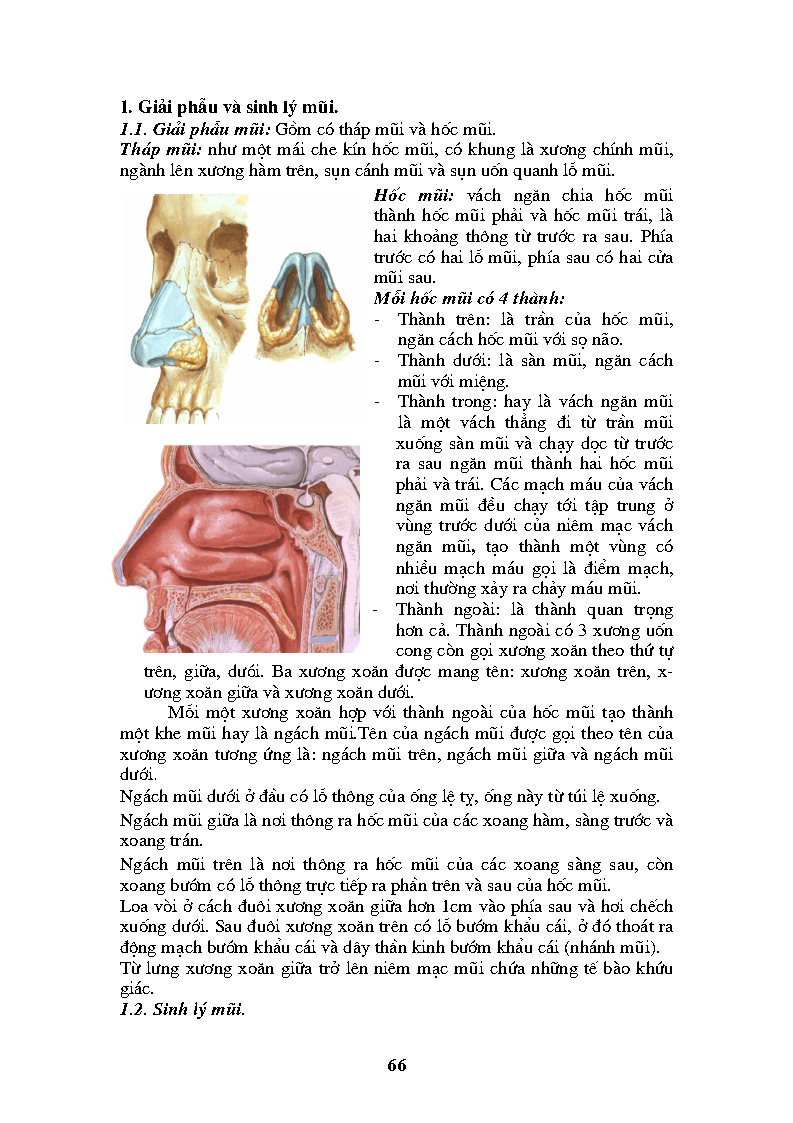 1. Giải phẫu và sinh lý mũi.
1.1. Giải phẫu mũi: Gồm có tháp mũi và hốc mũi.
Tháp mũi: như một mái che kín hốc mũi, có khung là xương chính mũi,
ngành lên xương hàm trên, sụn cánh mũi và sụn uốn quanh lỗ mũi.
Hốc mũi: vách ngăn chia hốc mũi
thành hốc mũi phải và hốc mũi trái, là
hai khoảng thông từ trước ra sau. Phía
trước có hai lỗ mũi, phía sau có hai cửa
mũi sau.
Mỗi hốc mũi có 4 thành:
- Thành trên: là trần của hốc mũi,
ngăn cách hốc mũi với sọ não.
- Thành dưới: là sàn mũi, ngăn cách
mũi với miệng.
- Thành trong: hay là vách ngăn mũi
là một vách thẳng đi từ trần mũi
xuống sàn mũi và chạy dọc từ trước
ra sau ngăn mũi thành hai hốc mũi
phải và trái. Các mạch máu của vách
ngăn mũi đều chạy tới tập trung ở
vùng trước dưới của niêm mạc vách
ngăn mũi, tạo thành một vùng có
nhiều mạch máu gọi là điểm mạch,
nơi thường xảy ra chảy máu mũi.
- Thành ngoài: là thành quan trọng
hơn cả. Thành ngoài có 3 xương uốn
cong còn gọi xương xoăn theo thứ tự
trên, giữa, dưới. Ba xương xoăn được mang tên: xương xoăn trên, x-
ương xoăn giữa và xương xoăn dưới.
Mỗi một xương xoăn hợp với thành ngoài của hốc mũi tạo thành
một khe mũi hay là ngách mũi.Tên của ngách mũi được gọi theo tên của
xương xoăn tương ứng là: ngách mũi trên, ngách mũi giữa và ngách mũi
dưới.
Ngách mũi dưới ở đầu có lỗ thông của ống lệ tỵ, ống này từ túi lệ xuống.
Ngách mũi giữa là nơi thông ra hốc mũi của các xoang hàm, sàng trước và
xoang trán.
Ngách mũi trên là nơi thông ra hốc mũi của các xoang sàng sau, còn
xoang bướm có lỗ thông trực tiếp ra phần trên và sau của hốc mũi.
Loa vòi ở cách đuôi xương xoăn giữa hơn 1cm vào phía sau và hơi chếch
xuống dưới. Sau đuôi xương xoăn trên có lỗ bướm khẩu cái, ở đó thoát ra
động mạch bướm khẩu cái và dây thần kinh bướm khẩu cái (nhánh mũi).
Từ lưng xương xoăn giữa trở lên niêm mạc mũi chứa những tế bào khứu
giác.
1.2. Sinh lý mũi.
66